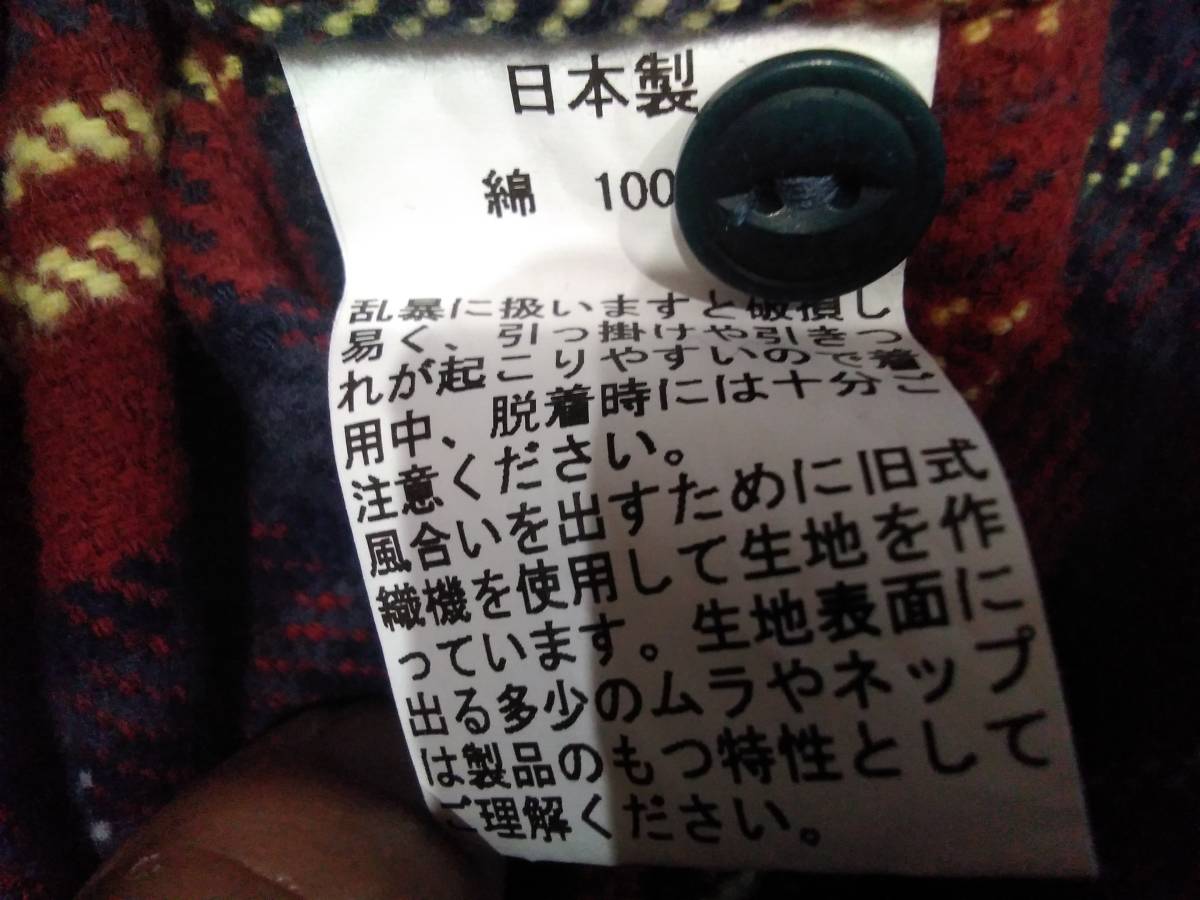 日本製
綿 100
乱暴に扱いますと破損し
易く、引っ掛けや引きつ
れが起こりやすいので着
用中、脱着時には十分ご
注意ください。
風合いを出すために旧式
織機を使用して生地を作
っています。生地表面に
出る多少のムラやネップ
は製品のもつ特性として
ご理解ください。